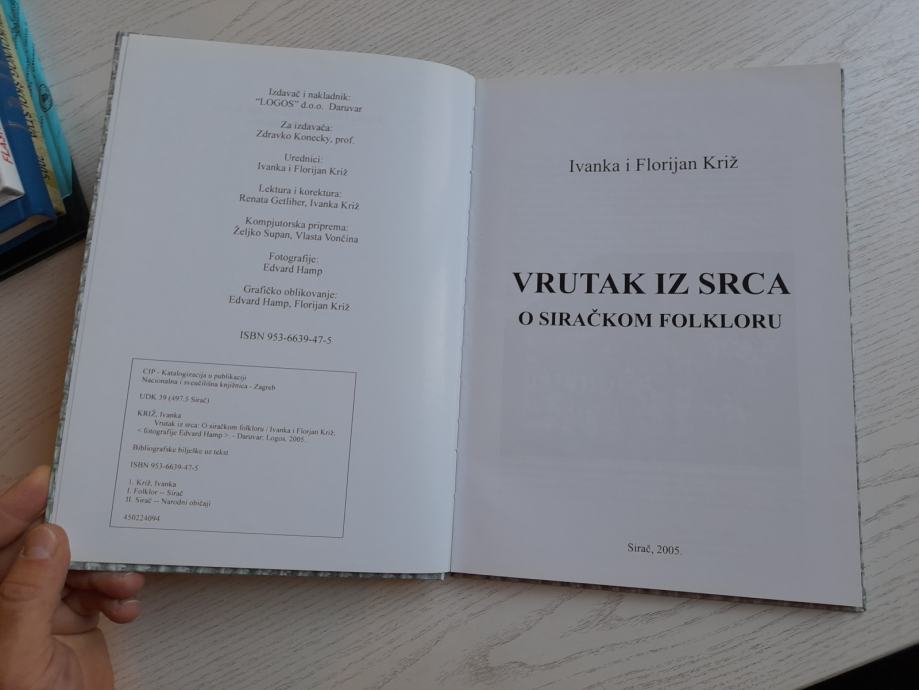 Izdavač i nakladnik:
"LOGOS" d.o.o. Daruvar
Za izdavača:
Zdravko Konecky, prof.
Urednici:
Ivanka i Florijan Križ
Lektura i korektura:
Renata Getliher, Ivanka Križ
Kompjutorska priprema:
Željko Supan, Vlasta Vončina
Fotografije:
Edvard Hamp
Grafičko oblikovanje:
Edvard Hamp, Florijan Križ
ISBN 953-6639-47-5
CIP - Katalogizacija u publikaciji
Nacionalna i sveučilišna knjižnica - Zagreb
UDK 39 (497.5 Sirač)
KRIŽ, Ivanka
Vrutak iz srca: O siračkom folkloru / Ivanka i Florjan Križ;
< fotografije Edvard Hamp >. - Daruvar; Logos, 2005.
Bibliografske bilješke uz tekst
ISBN 953-6639-47-5
1. Križ, Ivanka
I. Folklor -- Sirač
II. Sirač -- Narodni običaji
450224094
Ivanka i Florijan Križ
VRUTAK IZ SRCA
O SIRAČKOM FOLKLORU
Sirač, 2005.